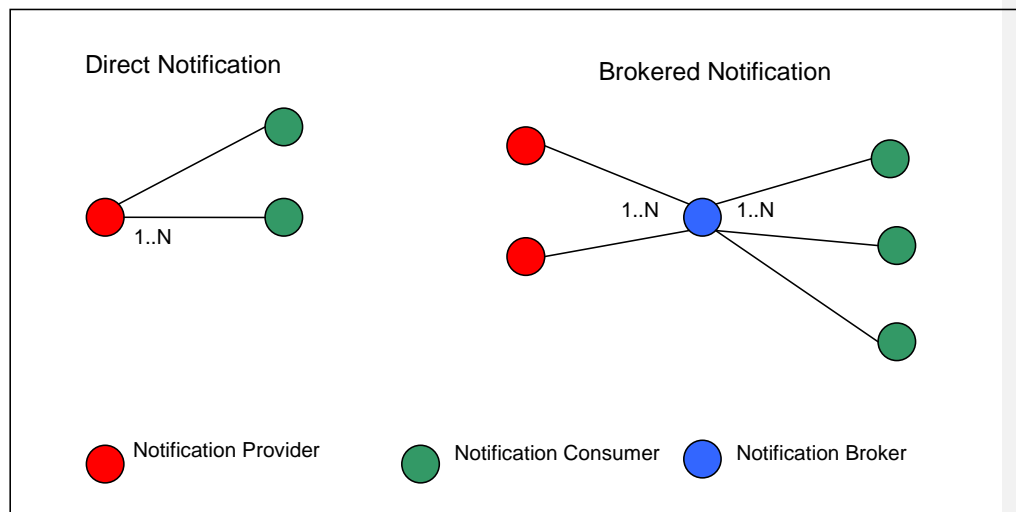 Direct Notification
Brokered Notification
1..N
1..N
1..N
Notification Provider
Notification Consumer
Notification Broker